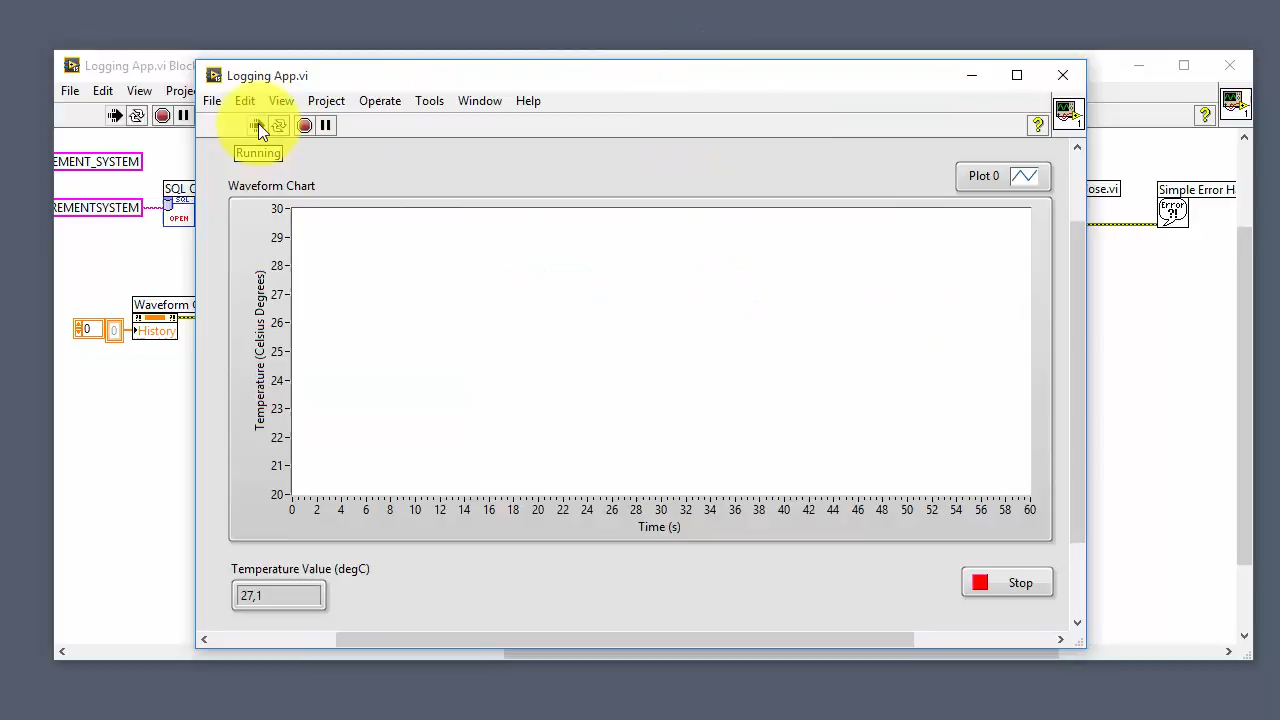 Logging App.vi Bloc
File Edit View Proje
EMENT_SYSTEM
REMENTSYSTEM
SQL C
SQL
OPEN
Waveform C
0
0
History
Logging App.vi
File Edit View Project Operate Tools Window Help
Running
?
1
Waveform Chart
Plot 0
30
29
28
27
26
25
24
23
22
21
20
Temperature (Celsius Degrees)
0 2 4 6 8 10 12 14 16 18 20 22 24 26 28 30 32 34 36 38 40 42 44 46 48 50 52 54 56 58 60
Time (s)
Temperature Value (degC)
27,1
Stop
?
1
ose.vi
Simple Error H
Error
?!